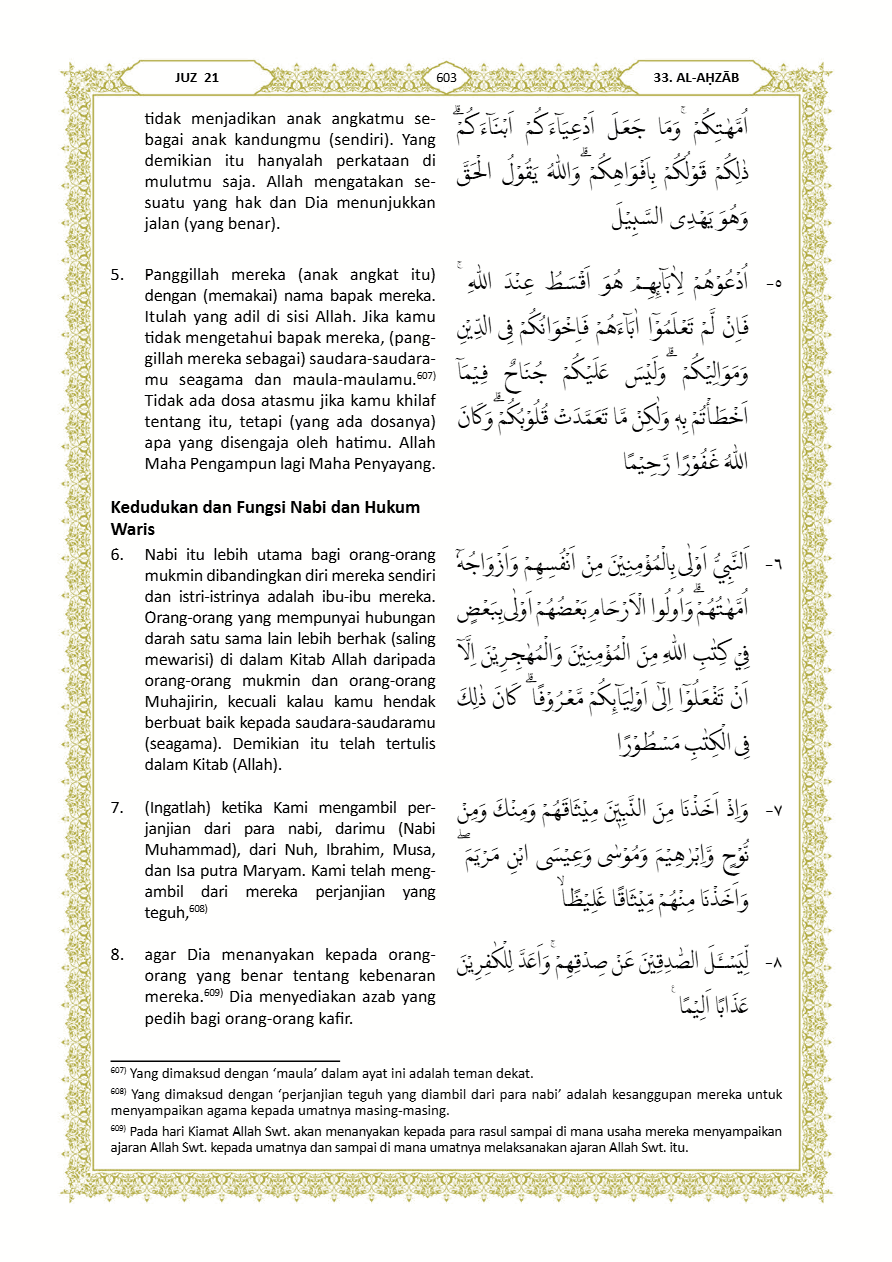 JUZ 21
603
33. AL-AḤZĀB
tidak menjadikan anak angkatmu se-
bagai anak kandungmu (sendiri). Yang
demikian itu hanyalah perkataan di
mulutmu saja. Allah mengatakan se-
suatu yang hak dan Dia menunjukkan
jalan (yang benar).
اُمَّهٰتِكُمْ ۚوَمَا جَعَلَ اَدْعِيَاۤءَكُمْ اَبْنَاۤءَكُمْۗ
ذٰلِكُمْ قَوْلُكُمْ بِاَفْوَاهِكُمْ ۗوَاللّٰهُ يَقُوْلُ الْحَقَّ
وَهُوَ يَهْدِى السَّبِيْلَ
5. Panggillah mereka (anak angkat itu)
dengan (memakai) nama bapak mereka.
Itulah yang adil di sisi Allah. Jika kamu
tidak mengetahui bapak mereka, (pang-
gillah mereka sebagai) saudara-saudara-
mu seagama dan maula-maulamu.607)
Tidak ada dosa atasmu jika kamu khilaf
tentang itu, tetapi (yang ada dosanya)
apa yang disengaja oleh hatimu. Allah
Maha Pengampun lagi Maha Penyayang.
٥- اُدْعُوْهُمْ لِاٰبَاۤىِٕهِمْ هُوَ اَقْسَطُ عِنْدَ اللّٰهِ ۚ
فَاِنْ لَّمْ تَعْلَمُوْٓا اٰبَاۤءَهُمْ فَاِخْوَانُكُمْ فِى الدِّيْنِ
وَمَوَالِيْكُمْ ۗوَلَيْسَ عَلَيْكُمْ جُنَاحٌ فِيْمَآ
اَخْطَأْتُمْ بِهٖ وَلٰكِنْ مَّا تَعَمَّدَتْ قُلُوْبُكُمْ ۗوَكَانَ
اللّٰهُ غَفُوْرًا رَّحِيْمًا
Kedudukan dan Fungsi Nabi dan Hukum
Waris
6. Nabi itu lebih utama bagi orang-orang
mukmin dibandingkan diri mereka sendiri
dan istri-istrinya adalah ibu-ibu mereka.
Orang-orang yang mempunyai hubungan
darah satu sama lain lebih berhak (saling
mewarisi) di dalam Kitab Allah daripada
orang-orang mukmin dan orang-orang
Muhajirin, kecuali kalau kamu hendak
berbuat baik kepada saudara-saudaramu
(seagama). Demikian itu telah tertulis
dalam Kitab (Allah).
٦- اَلنَّبِيُّ اَوْلٰى بِالْمُؤْمِنِيْنَ مِنْ اَنْفُسِهِمْ وَاَزْوَاجُهٗٓ
اُمَّهٰتُهُمْ ۗوَاُولُوا الْاَرْحَامِ بَعْضُهُمْ اَوْلٰى بِبَعْضٍ
فِيْ كِتٰبِ اللّٰهِ مِنَ الْمُؤْمِنِيْنَ وَالْمُهٰجِرِيْنَ اِلَّآ
اَنْ تَفْعَلُوْٓا اِلٰٓى اَوْلِيَاۤىِٕكُمْ مَّعْرُوْفًا ۗ كَانَ ذٰلِكَ
فِى الْكِتٰبِ مَسْطُوْرًا
7. (Ingatlah) ketika Kami mengambil per-
janjian dari para nabi, darimu (Nabi
Muhammad), dari Nuh, Ibrahim, Musa,
dan Isa putra Maryam. Kami telah meng-
ambil dari mereka perjanjian yang
teguh,608)
٧- وَاِذْ اَخَذْنَا مِنَ النَّبِيّٖنَ مِيْثَاقَهُمْ وَمِنْكَ وَمِنْ
نُّوْحٍ وَّاِبْرٰهِيْمَ وَمُوْسٰى وَعِيْسَى ابْنِ مَرْيَمَ ۖ
وَاَخَذْنَا مِنْهُمْ مِّيْثَاقًا غَلِيْظًاۙ
8. agar Dia menanyakan kepada orang-
orang yang benar tentang kebenaran
mereka.609) Dia menyediakan azab yang
pedih bagi orang-orang kafir.
٨- لِّيَسْـَٔلَ الصّٰدِقِيْنَ عَنْ صِدْقِهِمْ ۚوَاَعَدَّ لِلْكٰفِرِيْنَ
عَذَابًا اَلِيْمًا ࣖ
607) Yang dimaksud dengan ‘maula’ dalam ayat ini adalah teman dekat.
608) Yang dimaksud dengan ‘perjanjian teguh yang diambil dari para nabi’ adalah kesanggupan mereka untuk
menyampaikan agama kepada umatnya masing-masing.
609) Pada hari Kiamat Allah Swt. akan menanyakan kepada para rasul sampai di mana usaha mereka menyampaikan
ajaran Allah Swt. kepada umatnya dan sampai di mana umatnya melaksanakan ajaran Allah Swt. itu.